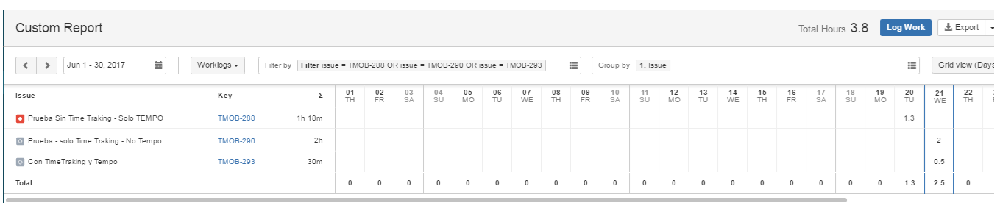 Custom Report
Total Hours 3.8 Log Work Export
Jun 1 - 30, 2017 Worklogs Filter by Filter issue = TMOB-288 OR issue = TMOB-290 OR issue = TMOB-293 Group by 1. Issue Grid view (Days
Issue Key Σ 01 02 03 04 05 06 07 08 09 10 11 12 13 14 15 16 17 18 19 20 21 22
TH FR SA SU MO TU WE TH FR SA SU MO TU WE TH FR SA SU MO TU WE TH
Prueba Sin Time Traking - Solo TEMPO TMOB-288 1h 18m 1.3
Prueba - solo Time Traking - No Tempo TMOB-290 2h 2
Con TimeTraking y Tempo TMOB-293 30m 0.5
Total 0 0 0 0 0 0 0 0 0 0 0 0 0 0 0 0 0 0 0 1.3 2.5 0